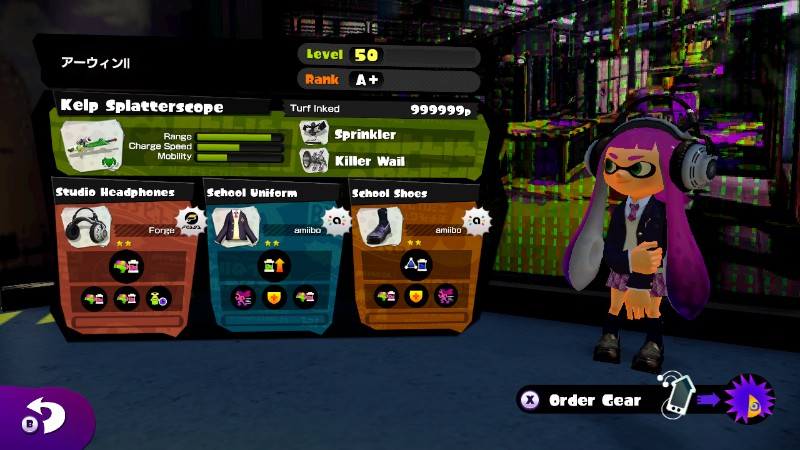 アーウィンII
Level 50
Rank A+
Kelp Splatterscope
Turf Inked 999999p
Range
Charge Speed
Mobility
Sprinkler
Killer Wail
Studio Headphones
Forge
School Uniform
amiibo
School Shoes
amiibo
X Order Gear
B